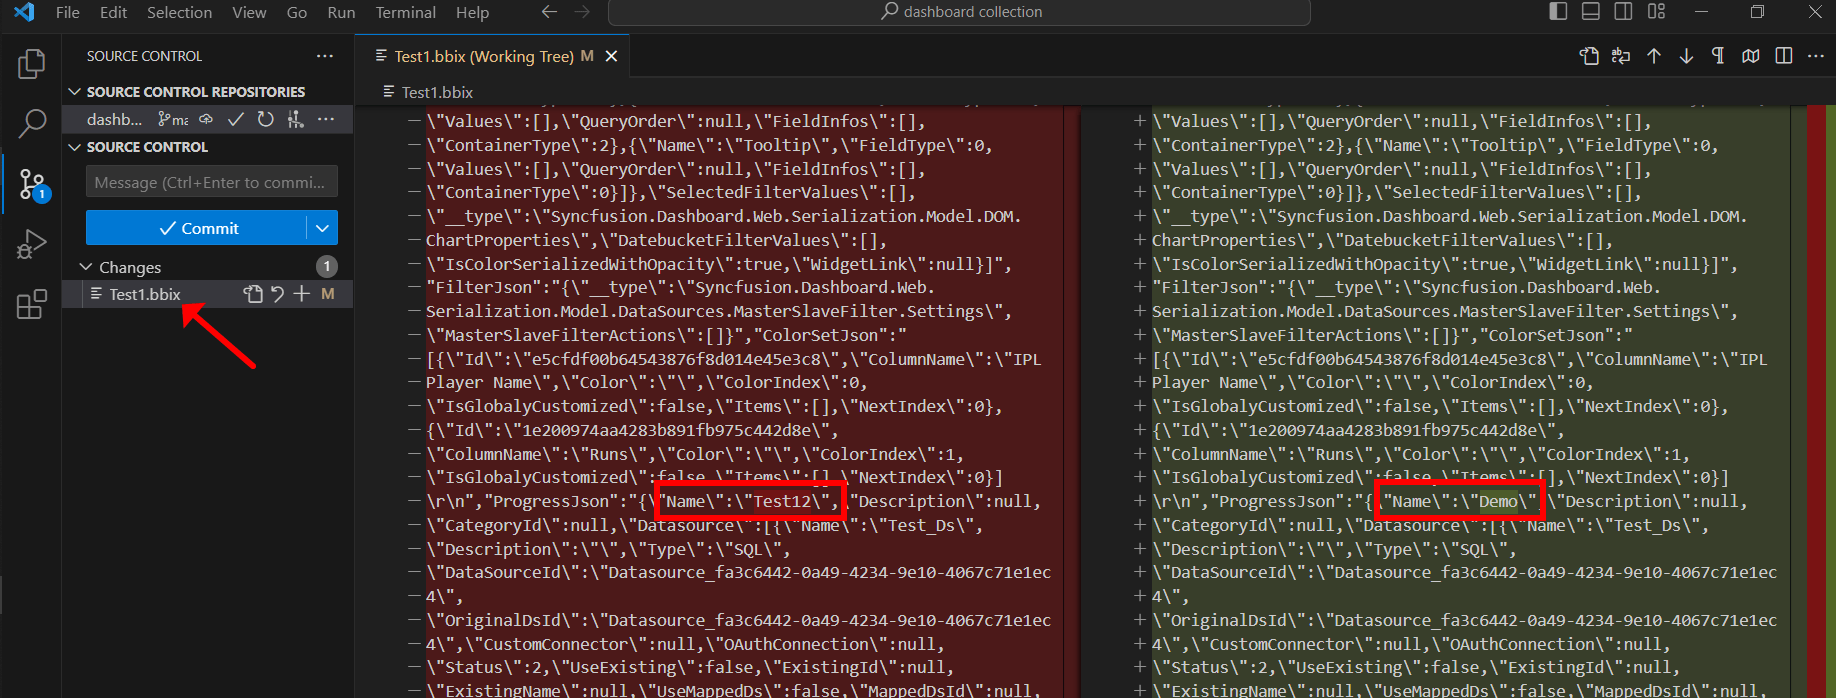 File Edit Selection View Go Run Terminal Help
dashboard collection
SOURCE CONTROL
SOURCE CONTROL REPOSITORIES
dashb... ma
SOURCE CONTROL
Message (Ctrl+Enter to commi...
Commit
Changes 1
Test1.bbix M
1
Test1.bbix (Working Tree) M
Test1.bbix
\"Values\":[],\"QueryOrder\":null,\"FieldInfos\":[],
\"ContainerType\":2},{\"Name\":\"Tooltip\",\"FieldType\":0,
\"Values\":[],\"QueryOrder\":null,\"FieldInfos\":[],
\"ContainerType\":0}]},\"SelectedFilterValues\":[],
\"__type\":\"Syncfusion.Dashboard.Web.Serialization.Model.DOM.
ChartProperties\",\"DatebucketFilterValues\":[],
\"IsColorSerializedWithOpacity\":true,\"WidgetLink\":null}]",
"FilterJson":"{\"__type\":\"Syncfusion.Dashboard.Web.
Serialization.Model.DataSources.MasterSlaveFilter.Settings\",
\"MasterSlaveFilterActions\":[]}","ColorSetJson":"
[{\"Id\":\"e5cfdf00b64543876f8d014e45e3c8\",\"ColumnName\":\"IPL
Player Name\",\"Color\":\"\",\"ColorIndex\":0,
\"IsGlobalyCustomized\":false,\"Items\":[],\"NextIndex\":0},
{\"Id\":\"1e200974aa4283b891fb975c442d8e\",
\"ColumnName\":\"Runs\",\"Color\":\"\",\"ColorIndex\":1,
\"IsGlobalyCustomized\":false,\"Items\":[],\"NextIndex\":0}]
\r\n","ProgressJson":"{\"Name\":\"Test12\",\"Description\":null,
\"CategoryId\":null,\"Datasource\":[{\"Name\":\"Test_Ds\",
\"Description\":\"\",\"Type\":\"SQL\",
\"DataSourceId\":\"Datasource_fa3c6442-0a49-4234-9e10-4067c71e1ec
4\",
\"OriginalDsId\":\"Datasource_fa3c6442-0a49-4234-9e10-4067c71e1ec
4\",\"CustomConnector\":null,\"OAuthConnection\":null,
\"Status\":2,\"UseExisting\":false,\"ExistingId\":null,
\"ExistingName\":null,\"UseMappedDs\":false,\"MappedDsId\":null,
\"Values\":[],\"QueryOrder\":null,\"FieldInfos\":[],
\"ContainerType\":2},{\"Name\":\"Tooltip\",\"FieldType\":0,
\"Values\":[],\"QueryOrder\":null,\"FieldInfos\":[],
\"ContainerType\":0}]},\"SelectedFilterValues\":[],
\"__type\":\"Syncfusion.Dashboard.Web.Serialization.Model.DOM.
ChartProperties\",\"DatebucketFilterValues\":[],
\"IsColorSerializedWithOpacity\":true,\"WidgetLink\":null}]",
"FilterJson":"{\"__type\":\"Syncfusion.Dashboard.Web.
Serialization.Model.DataSources.MasterSlaveFilter.Settings\",
\"MasterSlaveFilterActions\":[]}","ColorSetJson":"
[{\"Id\":\"e5cfdf00b64543876f8d014e45e3c8\",\"ColumnName\":\"IPL
Player Name\",\"Color\":\"\",\"ColorIndex\":0,
\"IsGlobalyCustomized\":false,\"Items\":[],\"NextIndex\":0},
{\"Id\":\"1e200974aa4283b891fb975c442d8e\",
\"ColumnName\":\"Runs\",\"Color\":\"\",\"ColorIndex\":1,
\"IsGlobalyCustomized\":false,\"Items\":[],\"NextIndex\":0}]
\r\n","ProgressJson":"{\"Name\":\"Demo\",\"Description\":null,
\"CategoryId\":null,\"Datasource\":[{\"Name\":\"Test_Ds\",
\"Description\":\"\",\"Type\":\"SQL\",
\"DataSourceId\":\"Datasource_fa3c6442-0a49-4234-9e10-4067c71e1ec
4\",
\"OriginalDsId\":\"Datasource_fa3c6442-0a49-4234-9e10-4067c71e1ec
4\",\"CustomConnector\":null,\"OAuthConnection\":null,
\"Status\":2,\"UseExisting\":false,\"ExistingId\":null,
\"ExistingName\":null,\"UseMappedDs\":false,\"MappedDsId\":null,